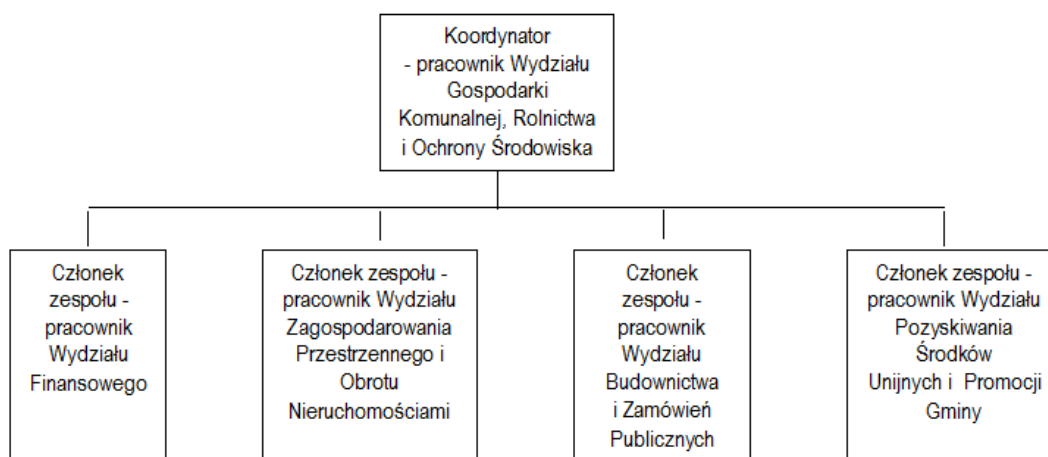 Koordynator
- pracownik Wydziału
Gospodarki
Komunalnej, Rolnictwa
i Ochrony Środowiska
Członek
zespołu -
pracownik
Wydziału
Finansowego
Członek zespołu -
pracownik Wydziału
Zagospodarowania
Przestrzennego i
Obrotu
Nieruchomościami
Członek
zespołu -
pracownik
Wydziału
Budownictwa
i Zamówień
Publicznych
Członek zespołu -
pracownik Wydziału
Pozyskiwania
Środków
Unijnych i Promocji
Gminy